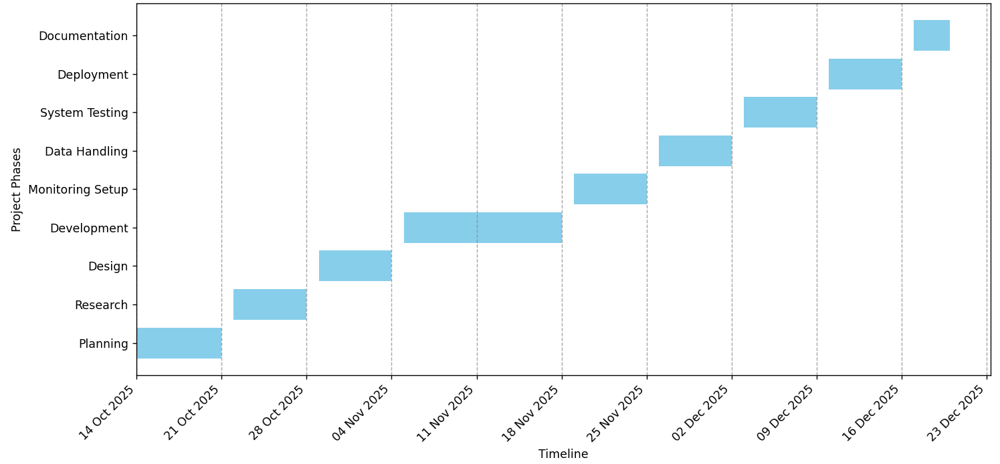 Documentation
Deployment
System Testing
Data Handling
Monitoring Setup
Development
Design
Research
Planning
Project Phases
14 Oct 2025
21 Oct 2025
28 Oct 2025
04 Nov 2025
11 Nov 2025
18 Nov 2025
25 Nov 2025
02 Dec 2025
09 Dec 2025
16 Dec 2025
23 Dec 2025
Timeline